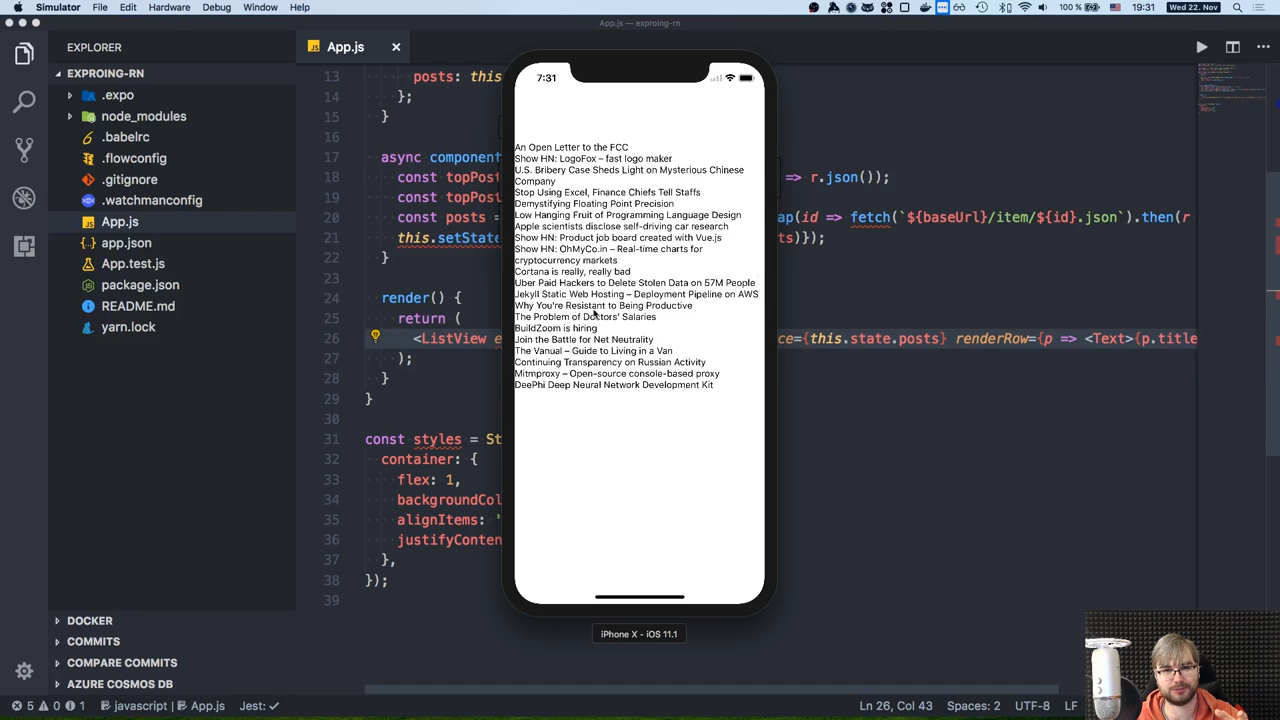 Simulator File Edit Hardware Debug Window Help 100 % 19:31 Wed 22. Nov
App.js — exproing-rn
EXPLORER
EXPROING-RN
.expo
node_modules
.babelrc
.flowconfig
.gitignore
.watchmanconfig
App.js
app.json
App.test.js
package.json
README.md
yarn.lock
DOCKER
COMMITS
COMPARE COMMITS
AZURE COSMOS DB
App.js
13 posts: this
14 };
15 }
16
17 async component
18 const topPost => r.json());
19 const topPost
20 const posts = ap(id => fetch(`${baseUrl}/item/${id}.json`).then(r
21 this.setState ts)});
22 }
23
24 render() {
25 return (
26 <ListView e ce={this.state.posts} renderRow={p => <Text>{p.title
27 );
28 }
29 }
30
31 const styles = St
32 container: {
33 flex: 1,
34 backgroundCol
35 alignItems: '
36 justifyConten
37 },
38 });
39
7:31
An Open Letter to the FCC
Show HN: LogoFox – fast logo maker
U.S. Bribery Case Sheds Light on Mysterious Chinese
Company
Stop Using Excel, Finance Chiefs Tell Staffs
Demystifying Floating Point Precision
Low Hanging Fruit of Programming Language Design
Apple scientists disclose self-driving car research
Show HN: Product job board created with Vue.js
Show HN: OhMyCo.in – Real-time charts for
cryptocurrency markets
Cortana is really, really bad
Uber Paid Hackers to Delete Stolen Data on 57M People
Jekyll Static Web Hosting – Deployment Pipeline on AWS
Why You're Resistant to Being Productive
The Problem of Doctors' Salaries
BuildZoom is hiring
Join the Battle for Net Neutrality
The Vanual – Guide to Living in a Van
Continuing Transparency on Russian Activity
Mitmproxy – Open-source console-based proxy
DeePhi Deep Neural Network Development Kit
iPhone X - iOS 11.1
5 0 1 javascript | App.js Jest: Ln 26, Col 43 Spaces: 2 UTF-8 LF